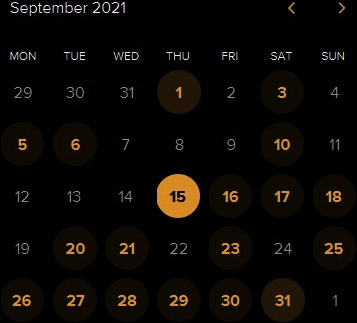 September 2021
MON TUE WED THU FRI SAT SUN
29 30 31 1 2 3 4
5 6 7 8 9 10 11
12 13 14 15 16 17 18
19 20 21 22 23 24 25
26 27 28 29 30 31 1